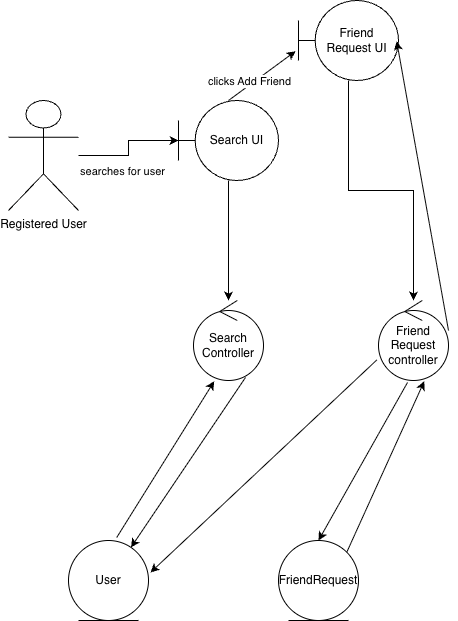 Friend
Request UI
clicks Add Friend
Search UI
searches for user
Registered User
Search
Controller
Friend
Request
controller
User
FriendRequest